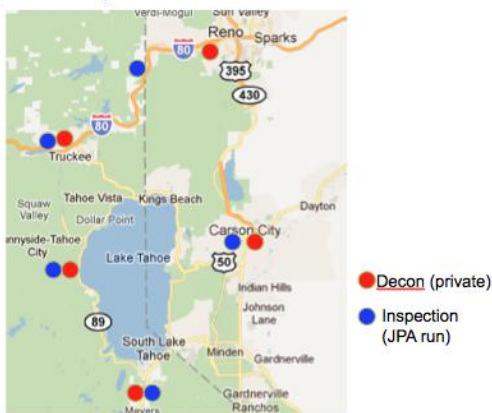 Verdi-Mogul
Sun Valley
Reno
Sparks
80
395
430
80
Truckee
Tahoe Vista
Kings Beach
Squaw
Valley
Dollar Point
Dayton
Carson City
nnyside-Tahoe
City
Lake Tahoe
50
Indian Hills
Johnson
Lane
89
South Lake
Tahoe
Minden
Gardnerville
Gardnerville
Ranchos
Meyers
Decon (private)
Inspection
(JPA run)